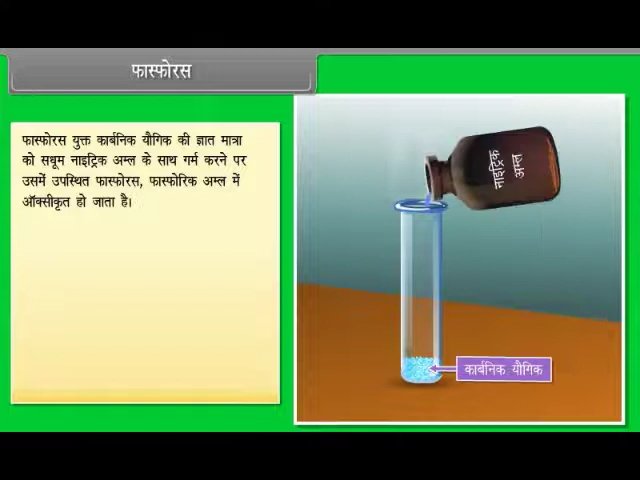 फास्फोरस
फास्फोरस युक्त कार्बनिक यौगिक की ज्ञात मात्रा
को सधूम नाइट्रिक अम्ल के साथ गर्म करने पर
उसमें उपस्थित फास्फोरस, फास्फोरिक अम्ल में
ऑक्सीकृत हो जाता है।
नाइट्रिक
अम्ल
कार्बनिक यौगिक